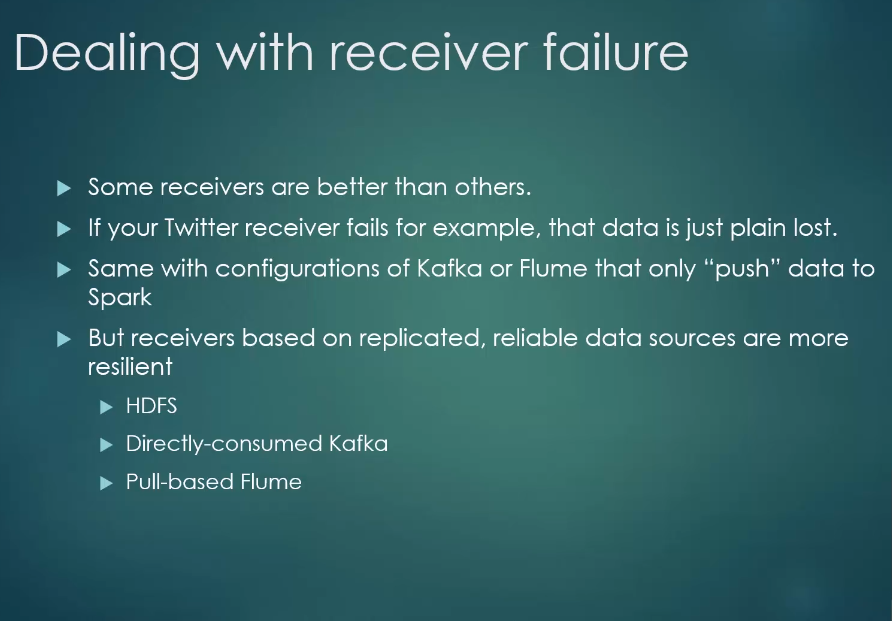 Dealing with receiver failure
Some receivers are better than others.
If your Twitter receiver fails for example, that data is just plain lost.
Same with configurations of Kafka or Flume that only “push” data to
Spark
But receivers based on replicated, reliable data sources are more
resilient
HDFS
Directly-consumed Kafka
Pull-based Flume